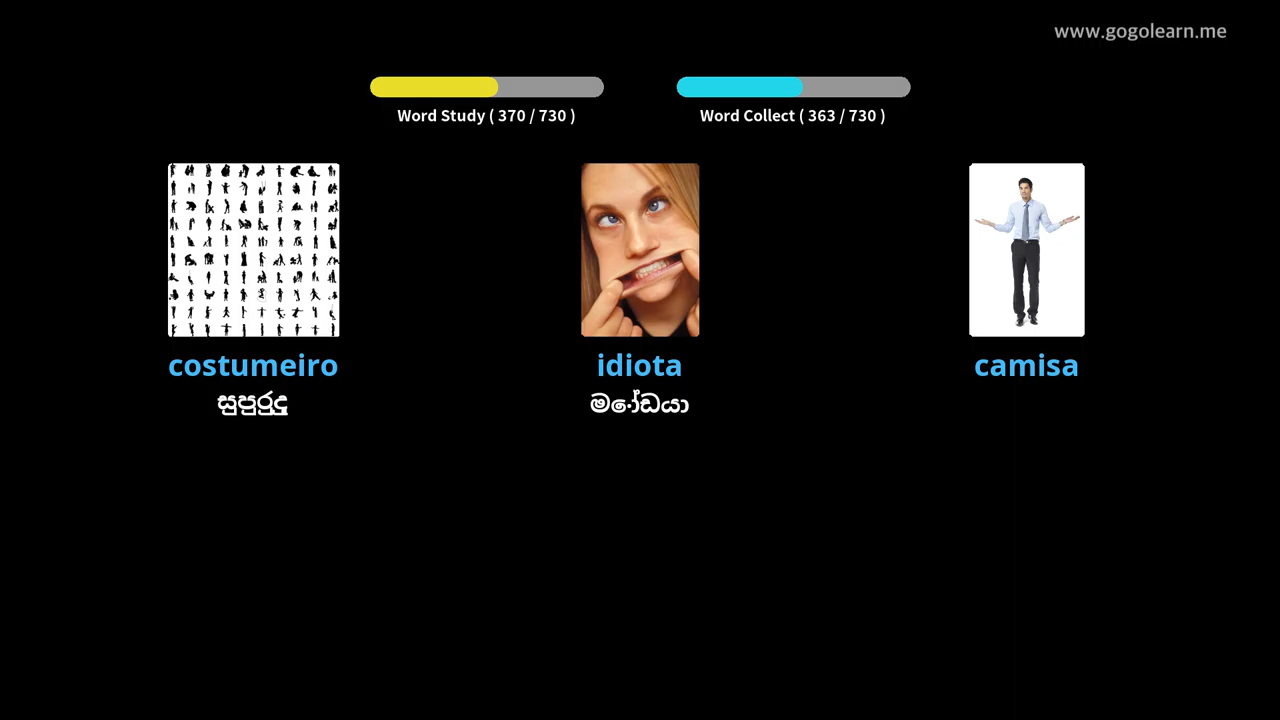 www.gogolearn.me
Word Study ( 370 / 730 )
Word Collect ( 363 / 730 )
costumeiro
idiota
camisa
සුපුරුදු
මෝඩයා